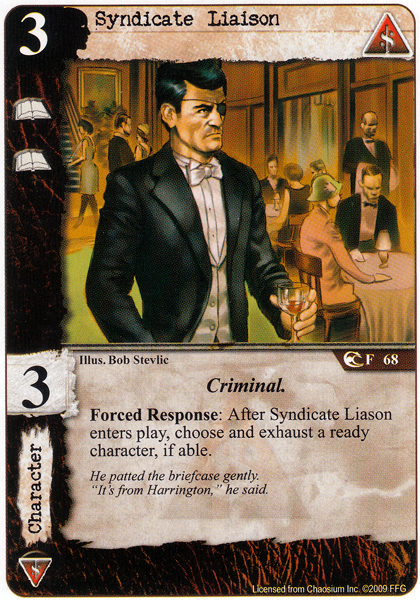 3
Syndicate Liaison
Illus. Bob Stevlic
F 68
3
Character
Criminal.
Forced Response: After Syndicate Liason
enters play, choose and exhaust a ready
character, if able.
He patted the briefcase gently.
“It’s from Harrington,” he said.
Licensed from Chaosium Inc. ©2009 FFG